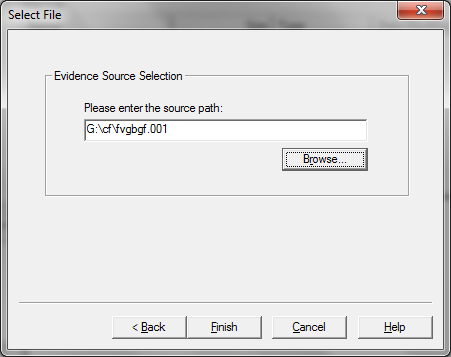 Select File
Evidence Source Selection
Please enter the source path:
G:\cf\fvgbgf.001
Browse...
< Back
Finish
Cancel
Help